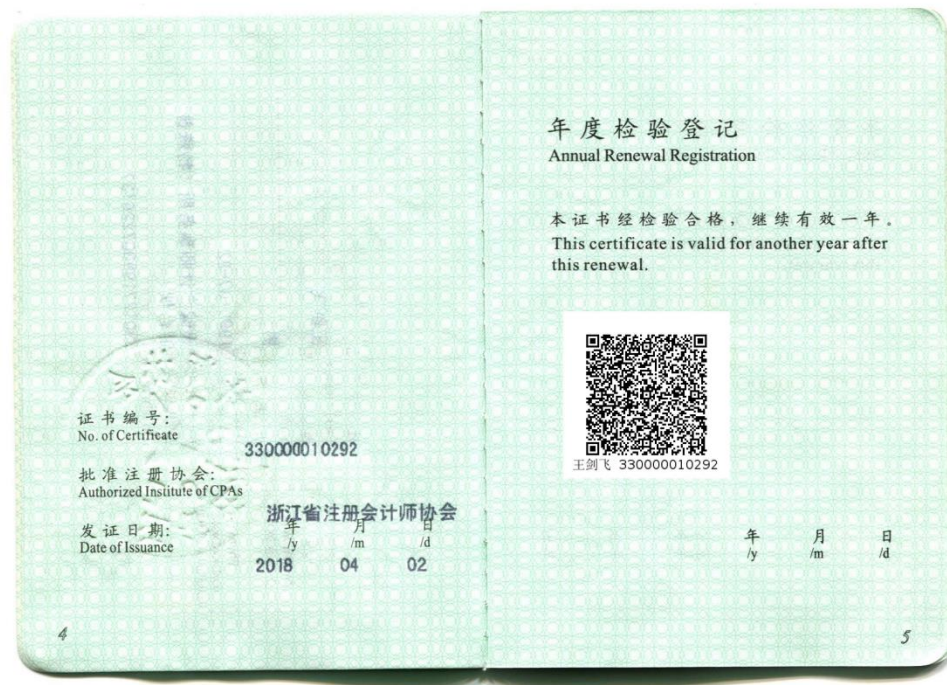 证书编号:
No. of Certificate
330000010292
批准注册协会:
Authorized Institute of CPAs
浙江省注册会计师协会
发证日期:
Date of Issuance
年 月 日
/y /m /d
2018 04 02
4
年度检验登记
Annual Renewal Registration
本证书经检验合格，继续有效一年。
This certificate is valid for another year after
this renewal.
王剑飞 330000010292
年 月 日
/y /m /d
5